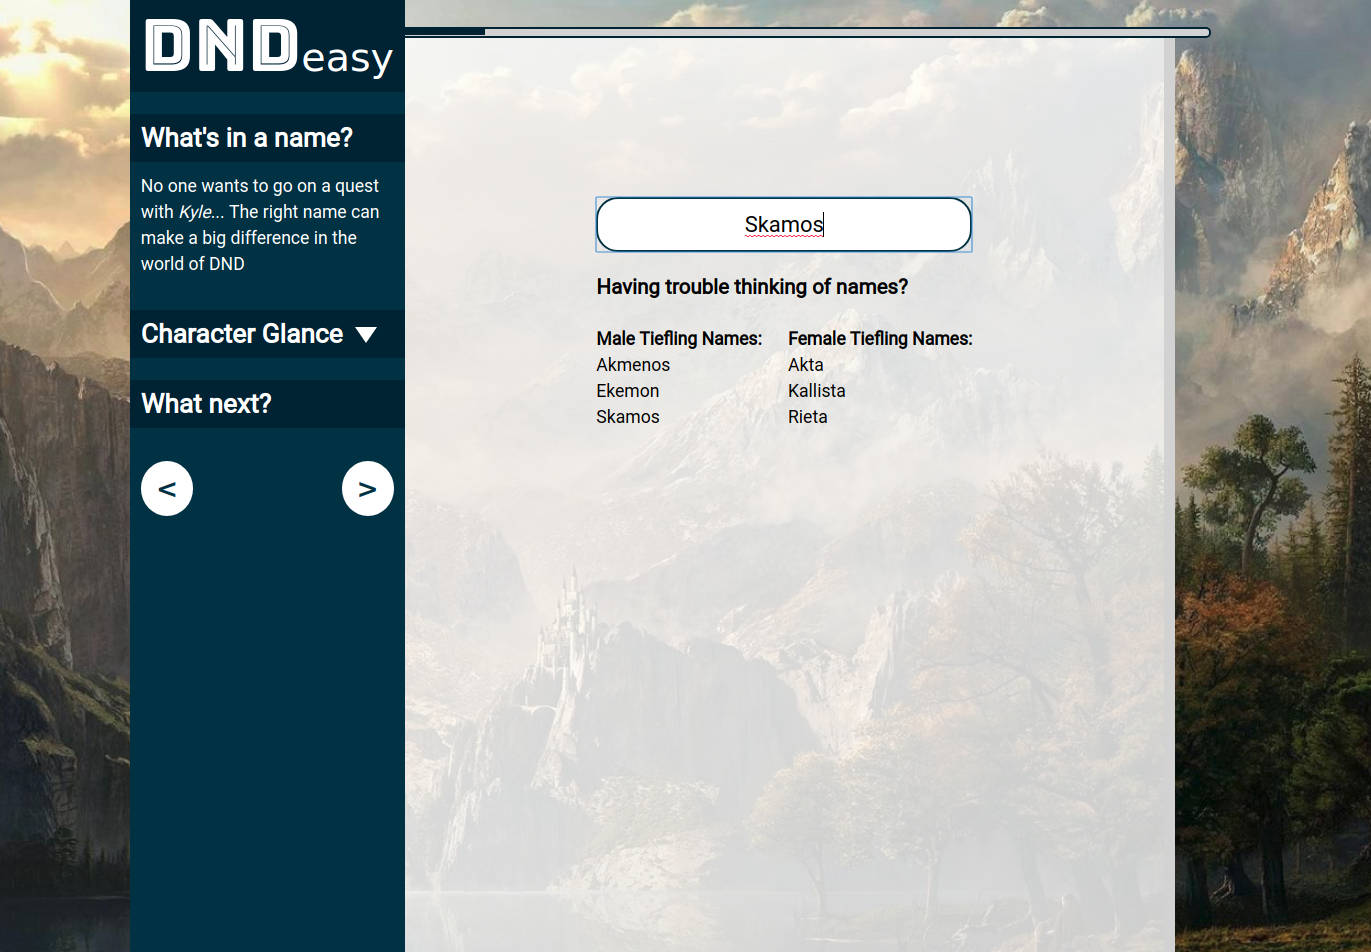 DNDeasy
What's in a name?
No one wants to go on a quest
with Kyle... The right name can
make a big difference in the
world of DND
Character Glance ▼
What next?
< >
Skamos
Having trouble thinking of names?
Male Tiefling Names: Female Tiefling Names:
Akmenos Akta
Ekemon Kallista
Skamos Rieta